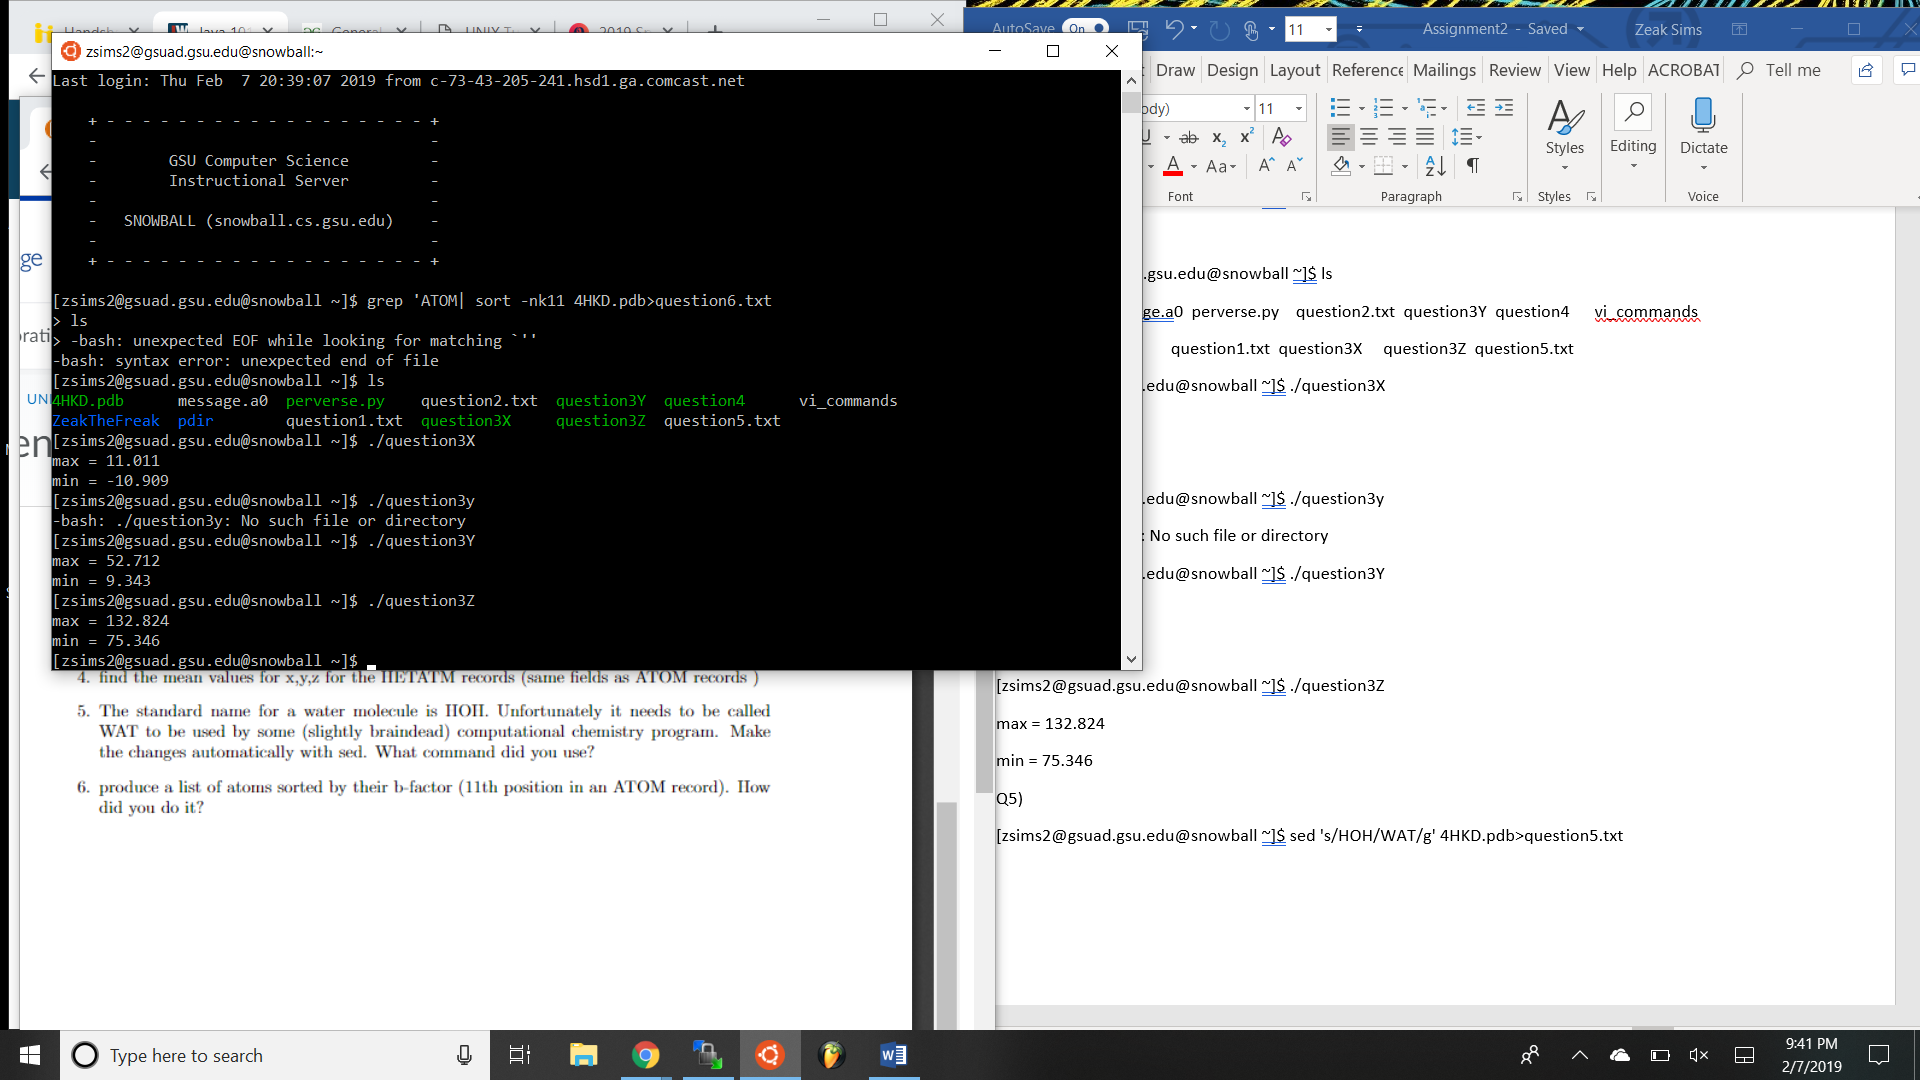 zsims2@gsuad.gsu.edu@snowball:~
Last login: Thu Feb  7 20:39:07 2019 from c-73-43-205-241.hsd1.ga.comcast.net
+ - - - - - - - - - - - - - - - - - - +
- -
- GSU Computer Science -
- Instructional Server -
- -
- SNOWBALL (snowball.cs.gsu.edu) -
- -
+ - - - - - - - - - - - - - - - - - - +
[zsims2@gsuad.gsu.edu@snowball ~]$ grep 'ATOM| sort -nk11 4HKD.pdb>question6.txt
> ls
> -bash: unexpected EOF while looking for matching `''
-bash: syntax error: unexpected end of file
[zsims2@gsuad.gsu.edu@snowball ~]$ ls
4HKD.pdb message.a0 perverse.py question2.txt question3Y question4 vi_commands
ZeakTheFreak pdir question1.txt question3X question3Z question5.txt
[zsims2@gsuad.gsu.edu@snowball ~]$ ./question3X
max = 11.011
min = -10.909
[zsims2@gsuad.gsu.edu@snowball ~]$ ./question3y
-bash: ./question3y: No such file or directory
[zsims2@gsuad.gsu.edu@snowball ~]$ ./question3Y
max = 52.712
min = 9.343
[zsims2@gsuad.gsu.edu@snowball ~]$ ./question3Z
max = 132.824
min = 75.346
[zsims2@gsuad.gsu.edu@snowball ~]$
4. find the mean values for x,y,z for the HETATM records (same fields as ATOM records )
5. The standard name for a water molecule is HOH. Unfortunately it needs to be called
WAT to be used by some (slightly braindead) computational chemistry program. Make
the changes automatically with sed. What command did you use?
6. produce a list of atoms sorted by their b-factor (11th position in an ATOM record). How
did you do it?
AutoSave On 11 Assignment2 - Saved Zeak Sims
Draw Design Layout Reference Mailings Review View Help ACROBAT Tell me
ody) 11
Styles Editing Dictate
Font Paragraph Styles Voice
.gsu.edu@snowball ~]$ ls
ge.a0 perverse.py question2.txt question3Y question4 vi_commands
question1.txt question3X question3Z question5.txt
.edu@snowball ~]$ ./question3X
.edu@snowball ~]$ ./question3y
: No such file or directory
.edu@snowball ~]$ ./question3Y
[zsims2@gsuad.gsu.edu@snowball ~]$ ./question3Z
max = 132.824
min = 75.346
Q5)
[zsims2@gsuad.gsu.edu@snowball ~]$ sed 's/HOH/WAT/g' 4HKD.pdb>question5.txt
Type here to search
9:41 PM
2/7/2019